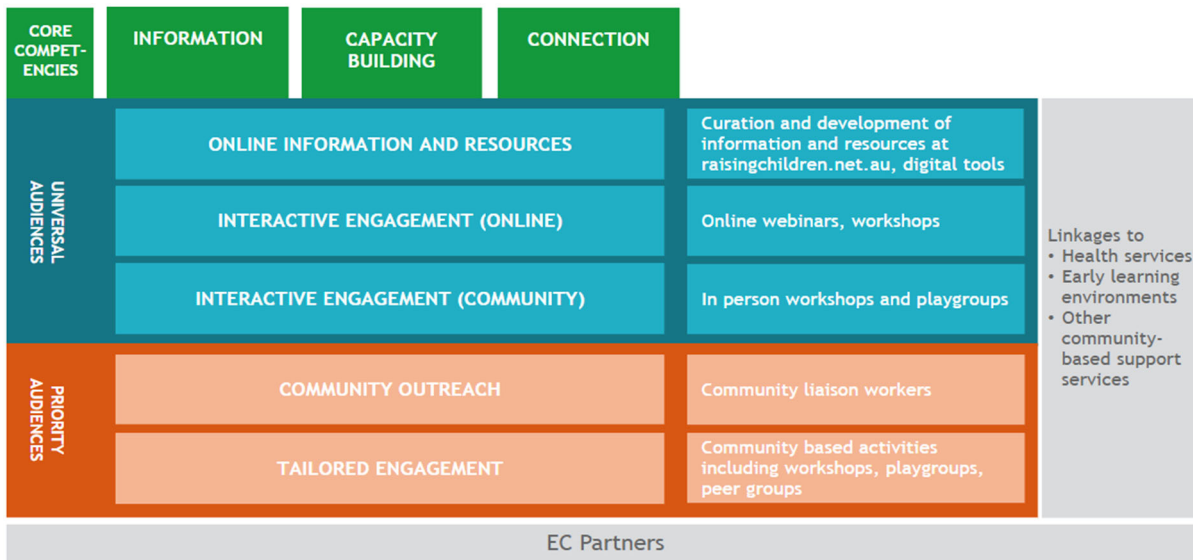 CORE
COMPET-
ENCIES
INFORMATION
CAPACITY
BUILDING
CONNECTION
UNIVERSAL
AUDIENCES
ONLINE INFORMATION AND RESOURCES
Curation and development of
information and resources at
raisingchildren.net.au, digital tools
INTERACTIVE ENGAGEMENT (ONLINE)
Online webinars, workshops
INTERACTIVE ENGAGEMENT (COMMUNITY)
In person workshops and playgroups
PRIORITY
AUDIENCES
COMMUNITY OUTREACH
Community liaison workers
TAILORED ENGAGEMENT
Community based activities
including workshops, playgroups,
peer groups
Linkages to
• Health services
• Early learning
environments
• Other
community-
based support
services
EC Partners